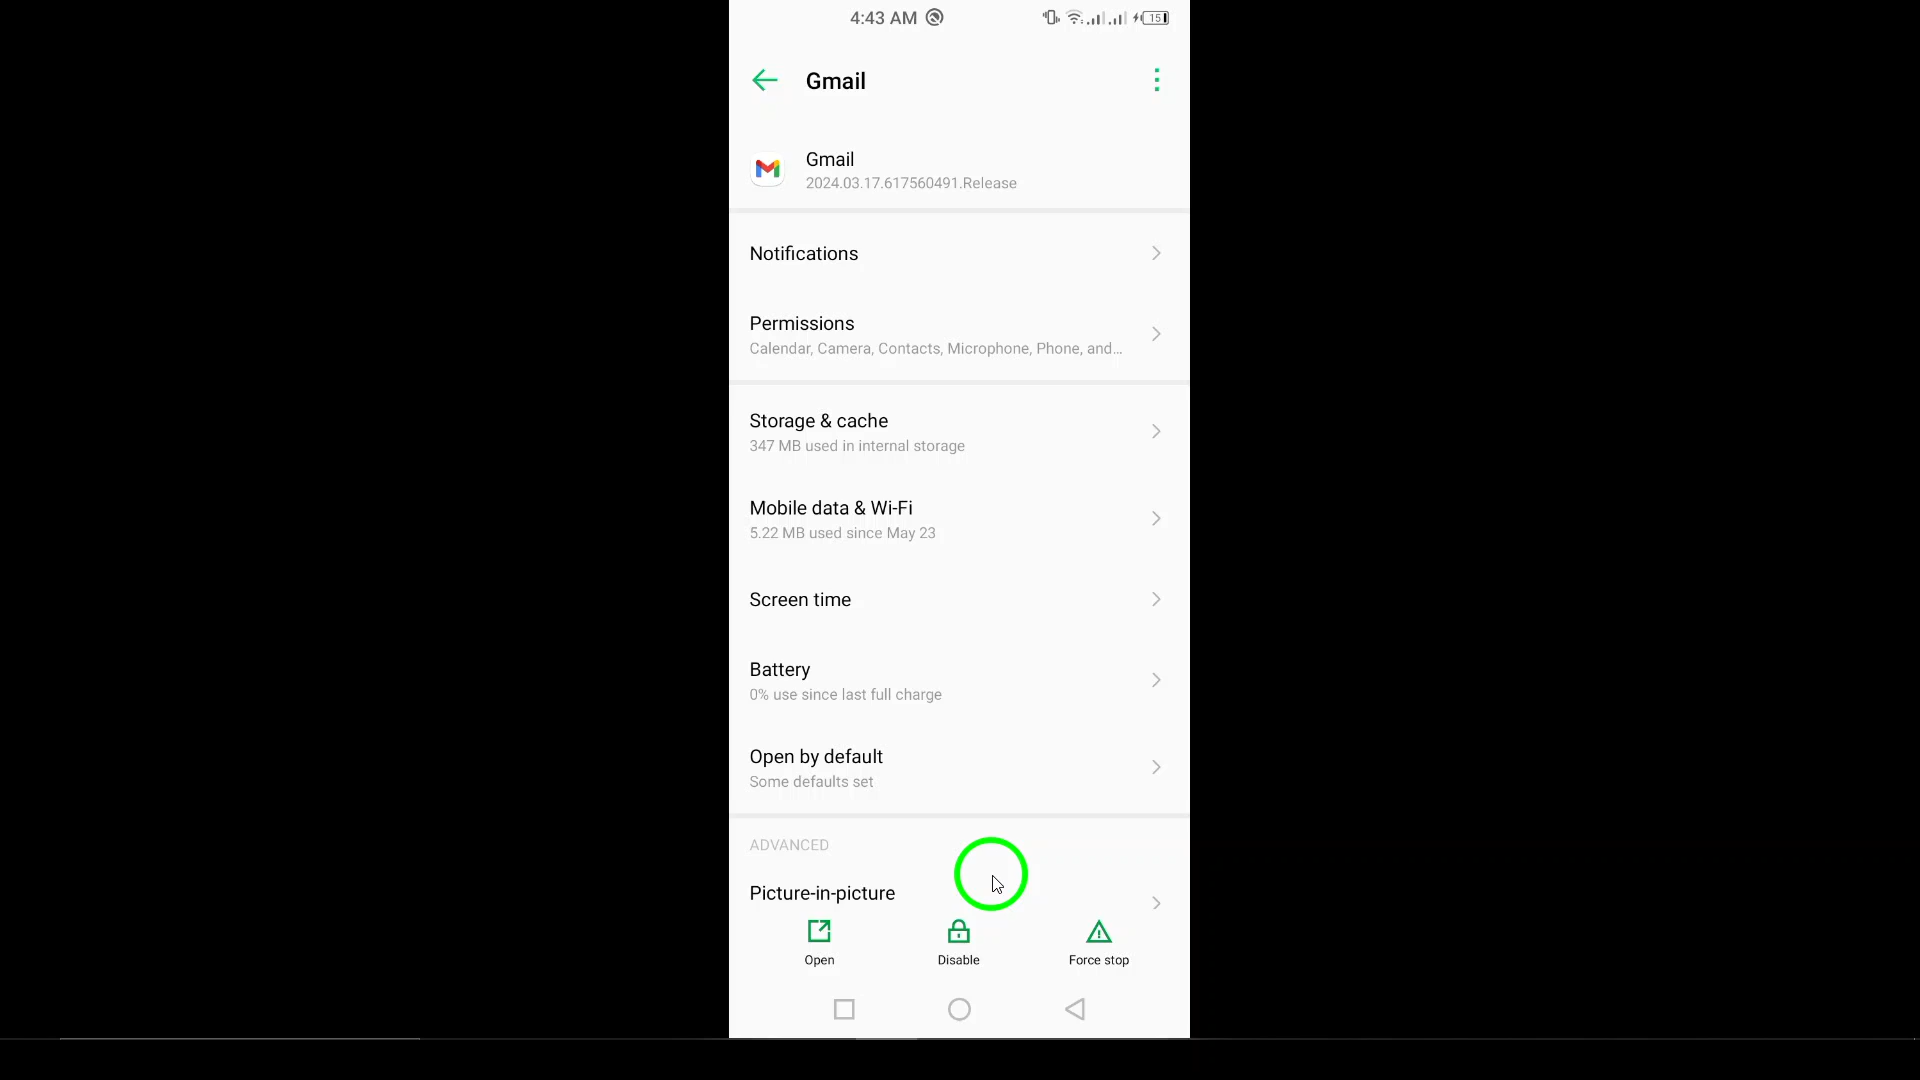 4:43 AM
15
Gmail
Gmail
2024.03.17.617560491.Release
Notifications
Permissions
Calendar, Camera, Contacts, Microphone, Phone, and...
Storage & cache
347 MB used in internal storage
Mobile data & Wi-Fi
5.22 MB used since May 23
Screen time
Battery
0% use since last full charge
Open by default
Some defaults set
ADVANCED
Picture-in-picture
Open
Disable
Force stop